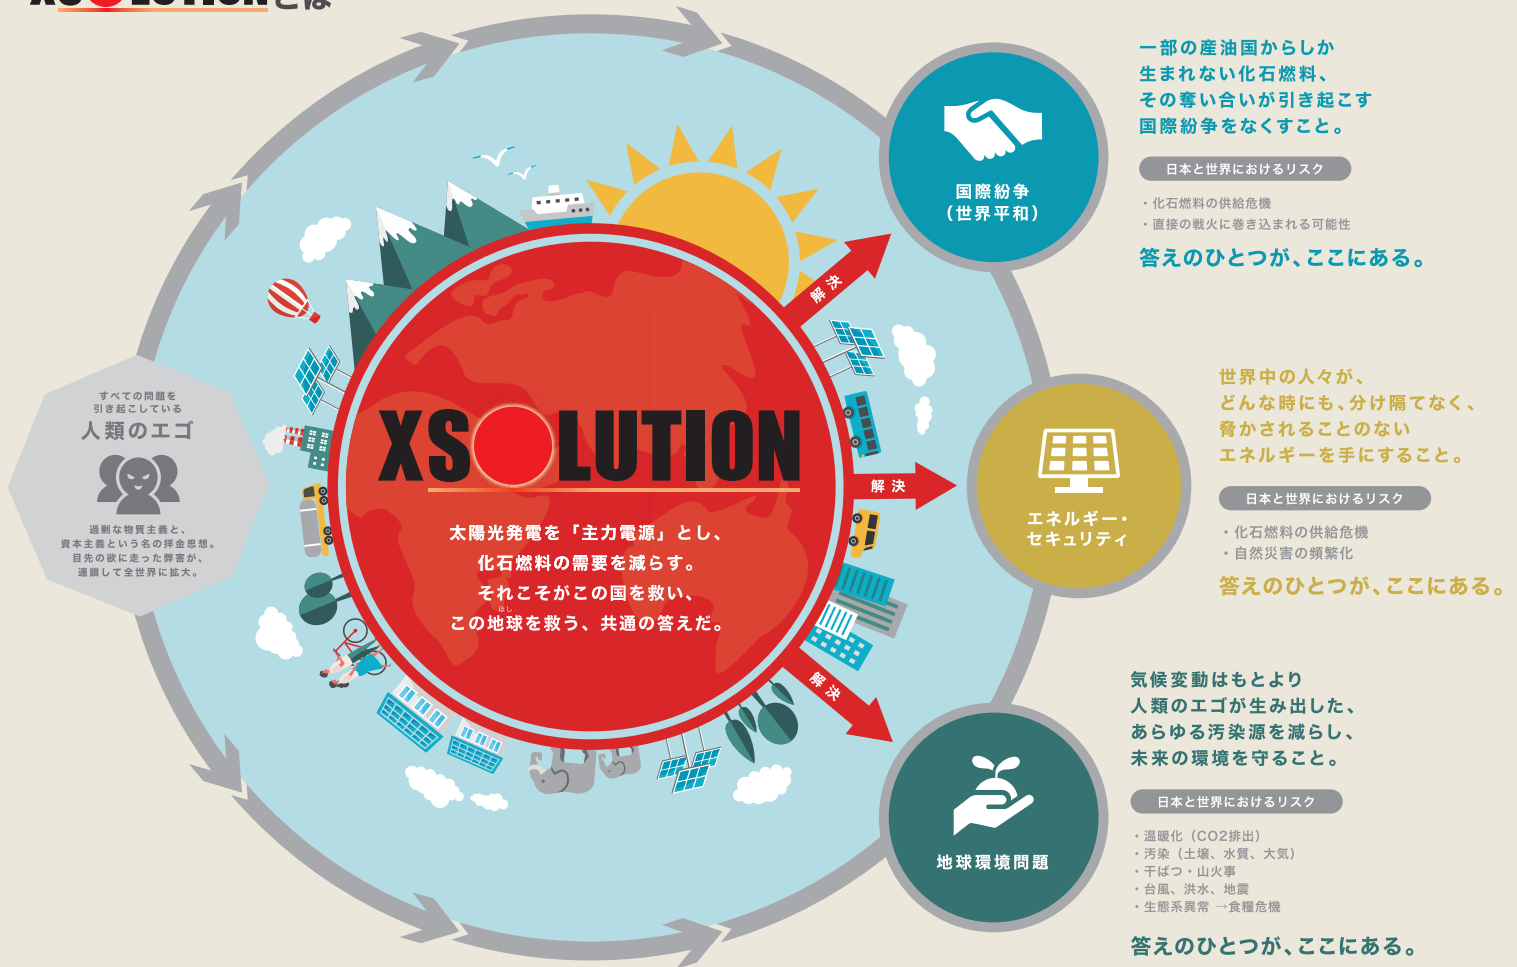 XSOLUTIONとは
すべての問題を
引き起こしている
人類のエゴ
過剰な物質主義と、
資本主義という名の拝金思想。
目先の欲に走った弊害が、
連鎖して全世界に拡大。
XSOLUTION
太陽光発電を「主力電源」とし、
化石燃料の需要を減らす。
それこそがこの国を救い、
ほし
この地球を救う、共通の答えだ。
解決
解決
解決
国際紛争
（世界平和）
一部の産油国からしか
生まれない化石燃料、
その奪い合いが引き起こす
国際紛争をなくすこと。
日本と世界におけるリスク
・化石燃料の供給危機
・直接の戦火に巻き込まれる可能性
答えのひとつが、ここにある。
エネルギー・
セキュリティ
世界中の人々が、
どんな時にも、分け隔てなく、
脅かされることのない
エネルギーを手にすること。
日本と世界におけるリスク
・化石燃料の供給危機
・自然災害の頻繁化
答えのひとつが、ここにある。
地球環境問題
気候変動はもとより
人類のエゴが生み出した、
あらゆる汚染源を減らし、
未来の環境を守ること。
日本と世界におけるリスク
・温暖化（CO2排出）
・汚染（土壌、水質、大気）
・干ばつ・山火事
・台風、洪水、地震
・生態系異常 →食糧危機
答えのひとつが、ここにある。